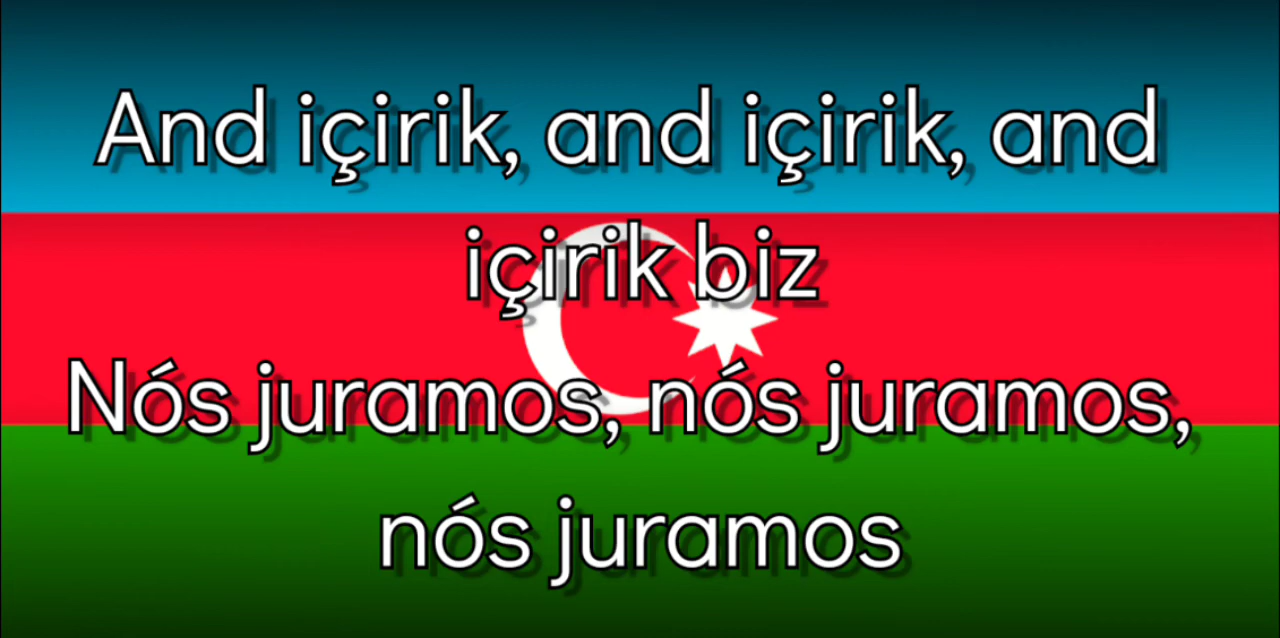 And içirik, and içirik, and
içirik biz
Nós juramos, nós juramos,
nós juramos